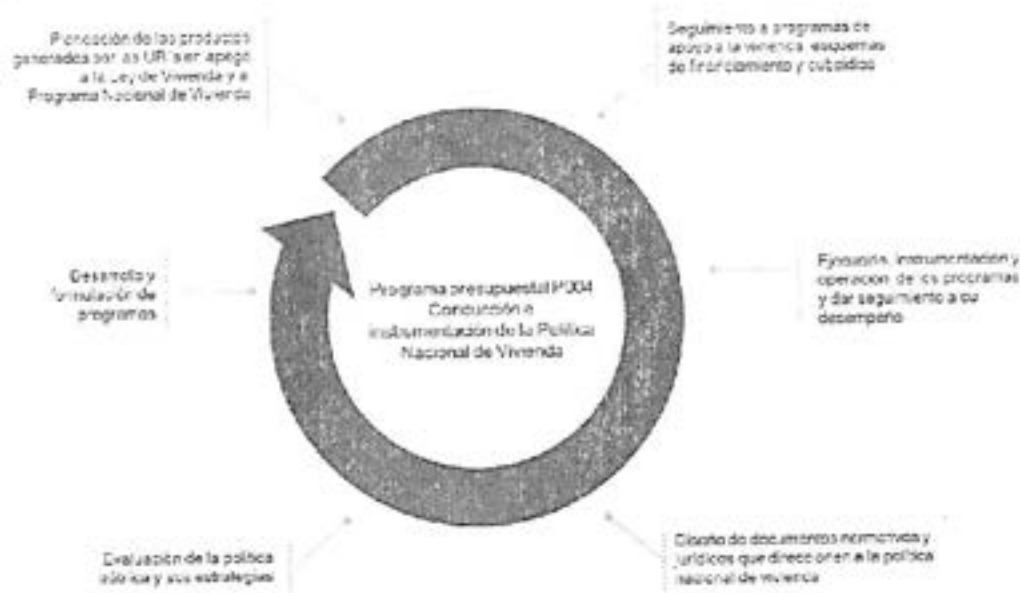 Planeación de los productos
generados por las UR´s en apego
a la Ley de Vivienda y al
Programa Nacional de Vivienda
Seguimiento a programas de
apoyo a la vivienda, esquemas
de financiamiento y subsidios
Ejecución, instrumentación y
operación de los programas
y dar seguimiento a su
desempeño
Desarrollo y
formulación de
programas
Programa presupuestal P004
Conducción e
instrumentación de la Política
Nacional de Vivienda
Evaluación de la política
pública y sus estrategias
Diseño de documentos normativos y
jurídicos que direccionen a la política
nacional de vivienda